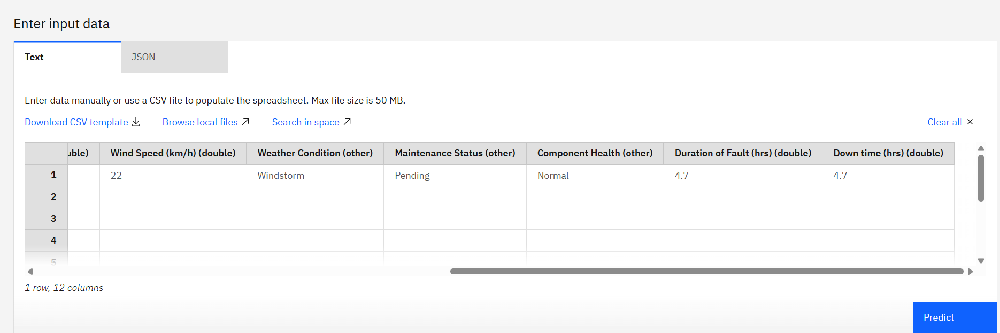 Enter input data
Text JSON
Enter data manually or use a CSV file to populate the spreadsheet. Max file size is 50 MB.
Download CSV template Browse local files Search in space Clear all ×
Wind Speed (km/h) (double) Weather Condition (other) Maintenance Status (other) Component Health (other) Duration of Fault (hrs) (double) Down time (hrs) (double)
1 22 Windstorm Pending Normal 4.7 4.7
2
3
4
5
1 row, 12 columns
Predict